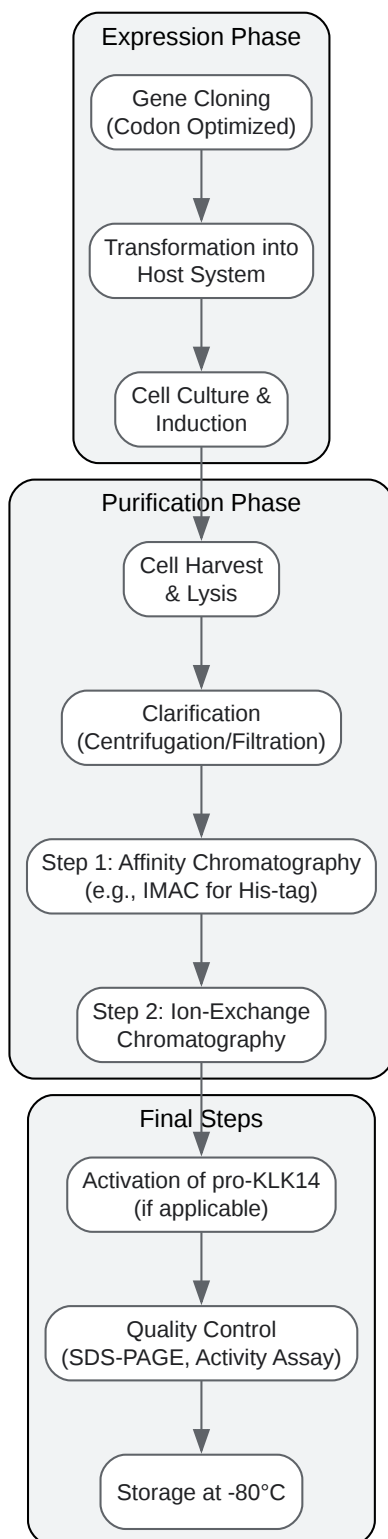 Expression Phase
Gene Cloning
(Codon Optimized)
Transformation into
Host System
Cell Culture &
Induction
Purification Phase
Cell Harvest
& Lysis
Clarification
(Centrifugation/Filtration)
Step 1: Affinity Chromatography
(e.g., IMAC for His-tag)
Step 2: Ion-Exchange
Chromatography
Final Steps
Activation of pro-KLK14
(if applicable)
Quality Control
(SDS-PAGE, Activity Assay)
Storage at -80°C